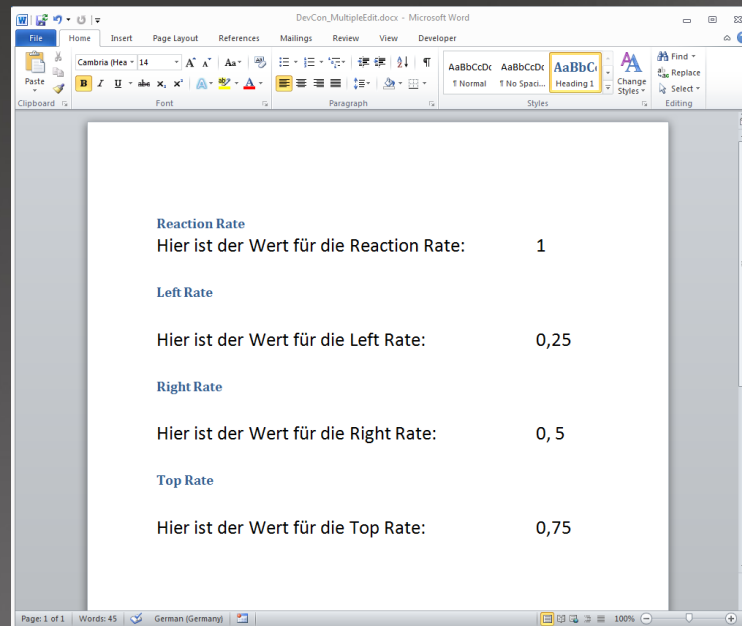 DevCon_MultipleEdit.docx - Microsoft Word
File Home Insert Page Layout References Mailings Review View Developer
Cambria (Hea 14
Paste
B I U abc x₂ x²
AaBbCcDc AaBbCcDc AaBbC
¶ Normal ¶ No Spaci... Heading 1
Change Styles
Find
Replace
Select
Clipboard Font Paragraph Styles Editing
Reaction Rate
Hier ist der Wert für die Reaction Rate: 1
Left Rate
Hier ist der Wert für die Left Rate: 0,25
Right Rate
Hier ist der Wert für die Right Rate: 0, 5
Top Rate
Hier ist der Wert für die Top Rate: 0,75
Page: 1 of 1 Words: 45 German (Germany) 100%